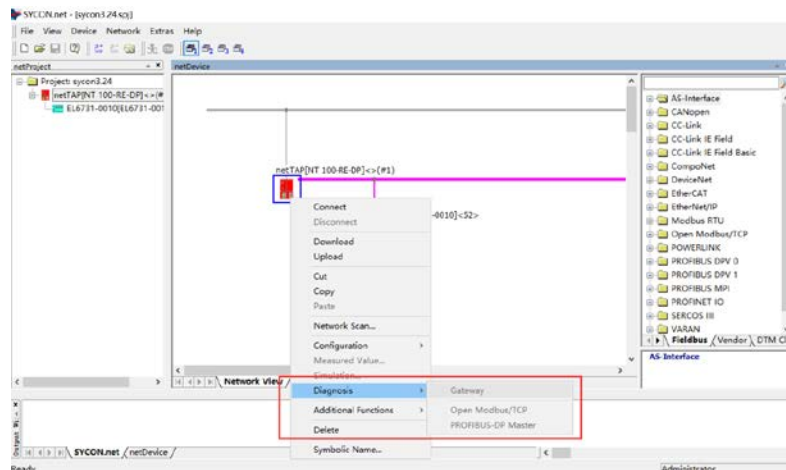 SYCON.net - [sycon3.24.spj]
File View Device Network Extras Help
netProject
netDevice
Project: sycon3.24
netTAP[NT 100-RE-DP]<>(#
EL6731-0010[EL6731-001
netTAP[NT 100-RE-DP]<>(#1)
-0010]<52>
Connect
Disconnect
Download
Upload
Cut
Copy
Paste
Network Scan...
Configuration
Measured Value...
Simulation...
Diagnosis
Additional Functions
Delete
Symbolic Name...
Gateway
Open Modbus/TCP
PROFIBUS-DP Master
AS-Interface
CANopen
CC-Link
CC-Link IE Field
CC-Link IE Field Basic
CompoNet
DeviceNet
EtherCAT
EtherNet/IP
Modbus RTU
Open Modbus/TCP
POWERLINK
PROFIBUS DPV 0
PROFIBUS DPV 1
PROFIBUS MPI
PROFINET IO
SERCOS III
VARAN
Fieldbus Vendor DTM Cl
AS-Interface
Network View
SYCON.net netDevice
Ready
Administrator